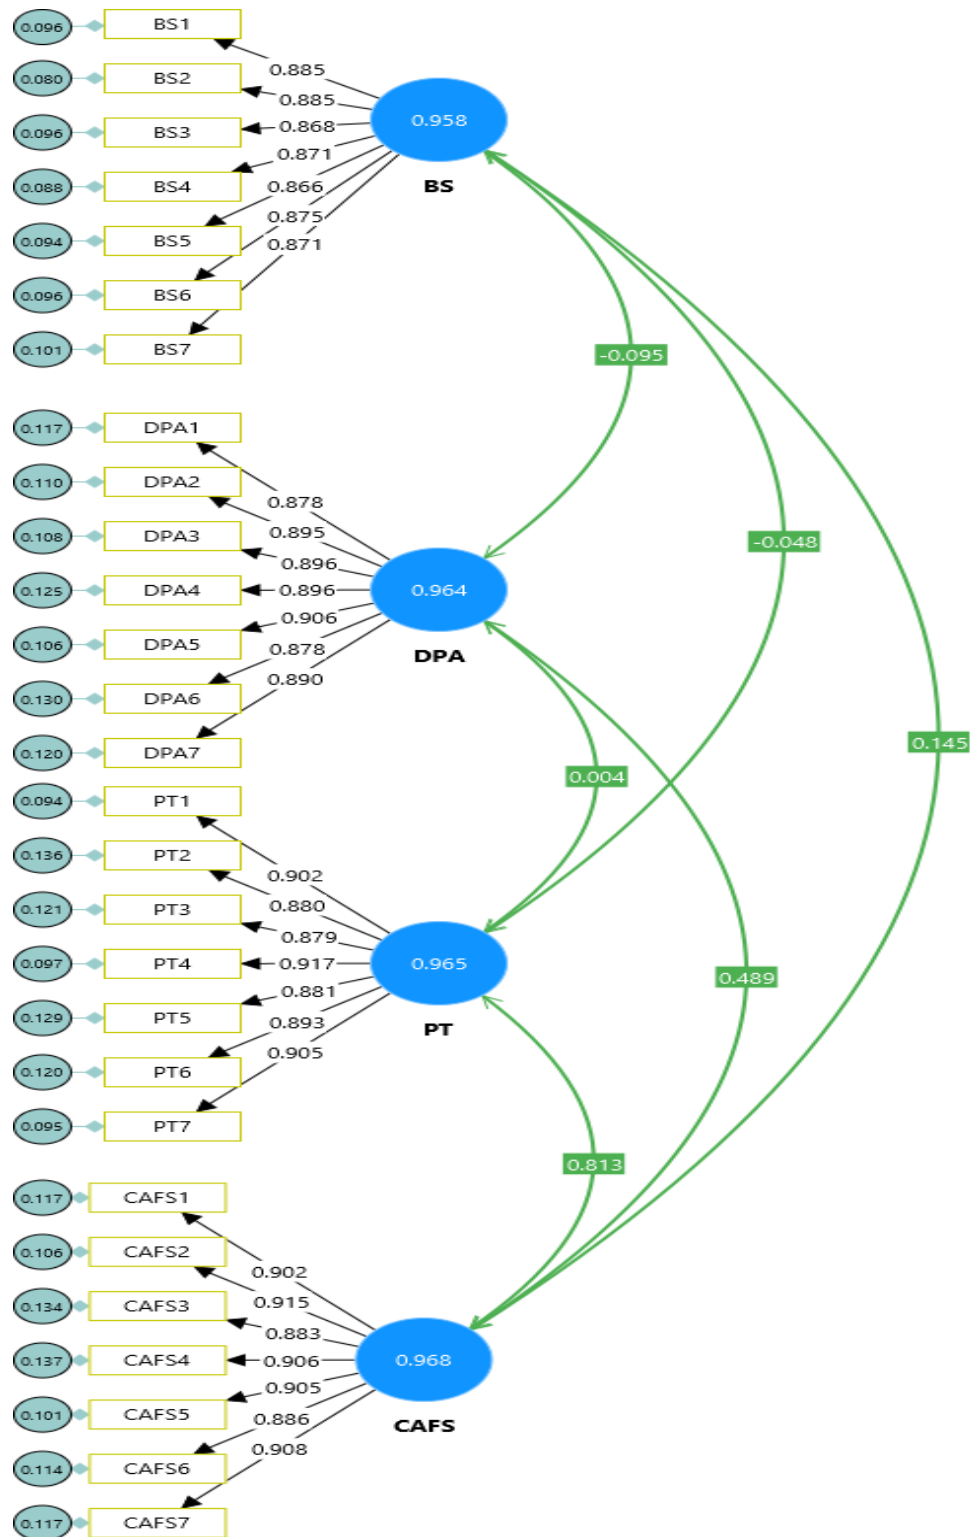 0.096 BS1
0.885
0.080 BS2
0.885
0.958
0.096 BS3
0.868
0.871
0.088 BS4
0.866
BS
0.875
0.094 BS5
0.871
0.096 BS6
0.101 BS7
-0.095
0.117 DPA1
0.110 DPA2
0.878
0.895
0.108 DPA3
-0.048
0.896
0.125 DPA4
0.896
0.964
0.906
0.106 DPA5
0.878
DPA
0.890
0.130 DPA6
0.145
0.120 DPA7
0.004
0.094 PT1
0.136 PT2
0.902
0.880
0.121 PT3
0.879
0.097 PT4
0.917
0.965
0.489
0.881
0.129 PT5
0.893
PT
0.905
0.120 PT6
0.095 PT7
0.813
0.117 CAFS1
0.106 CAFS2
0.902
0.915
0.134 CAFS3
0.883
0.137 CAFS4
0.906
0.968
0.905
0.101 CAFS5
0.886
CAFS
0.908
0.114 CAFS6
0.117 CAFS7